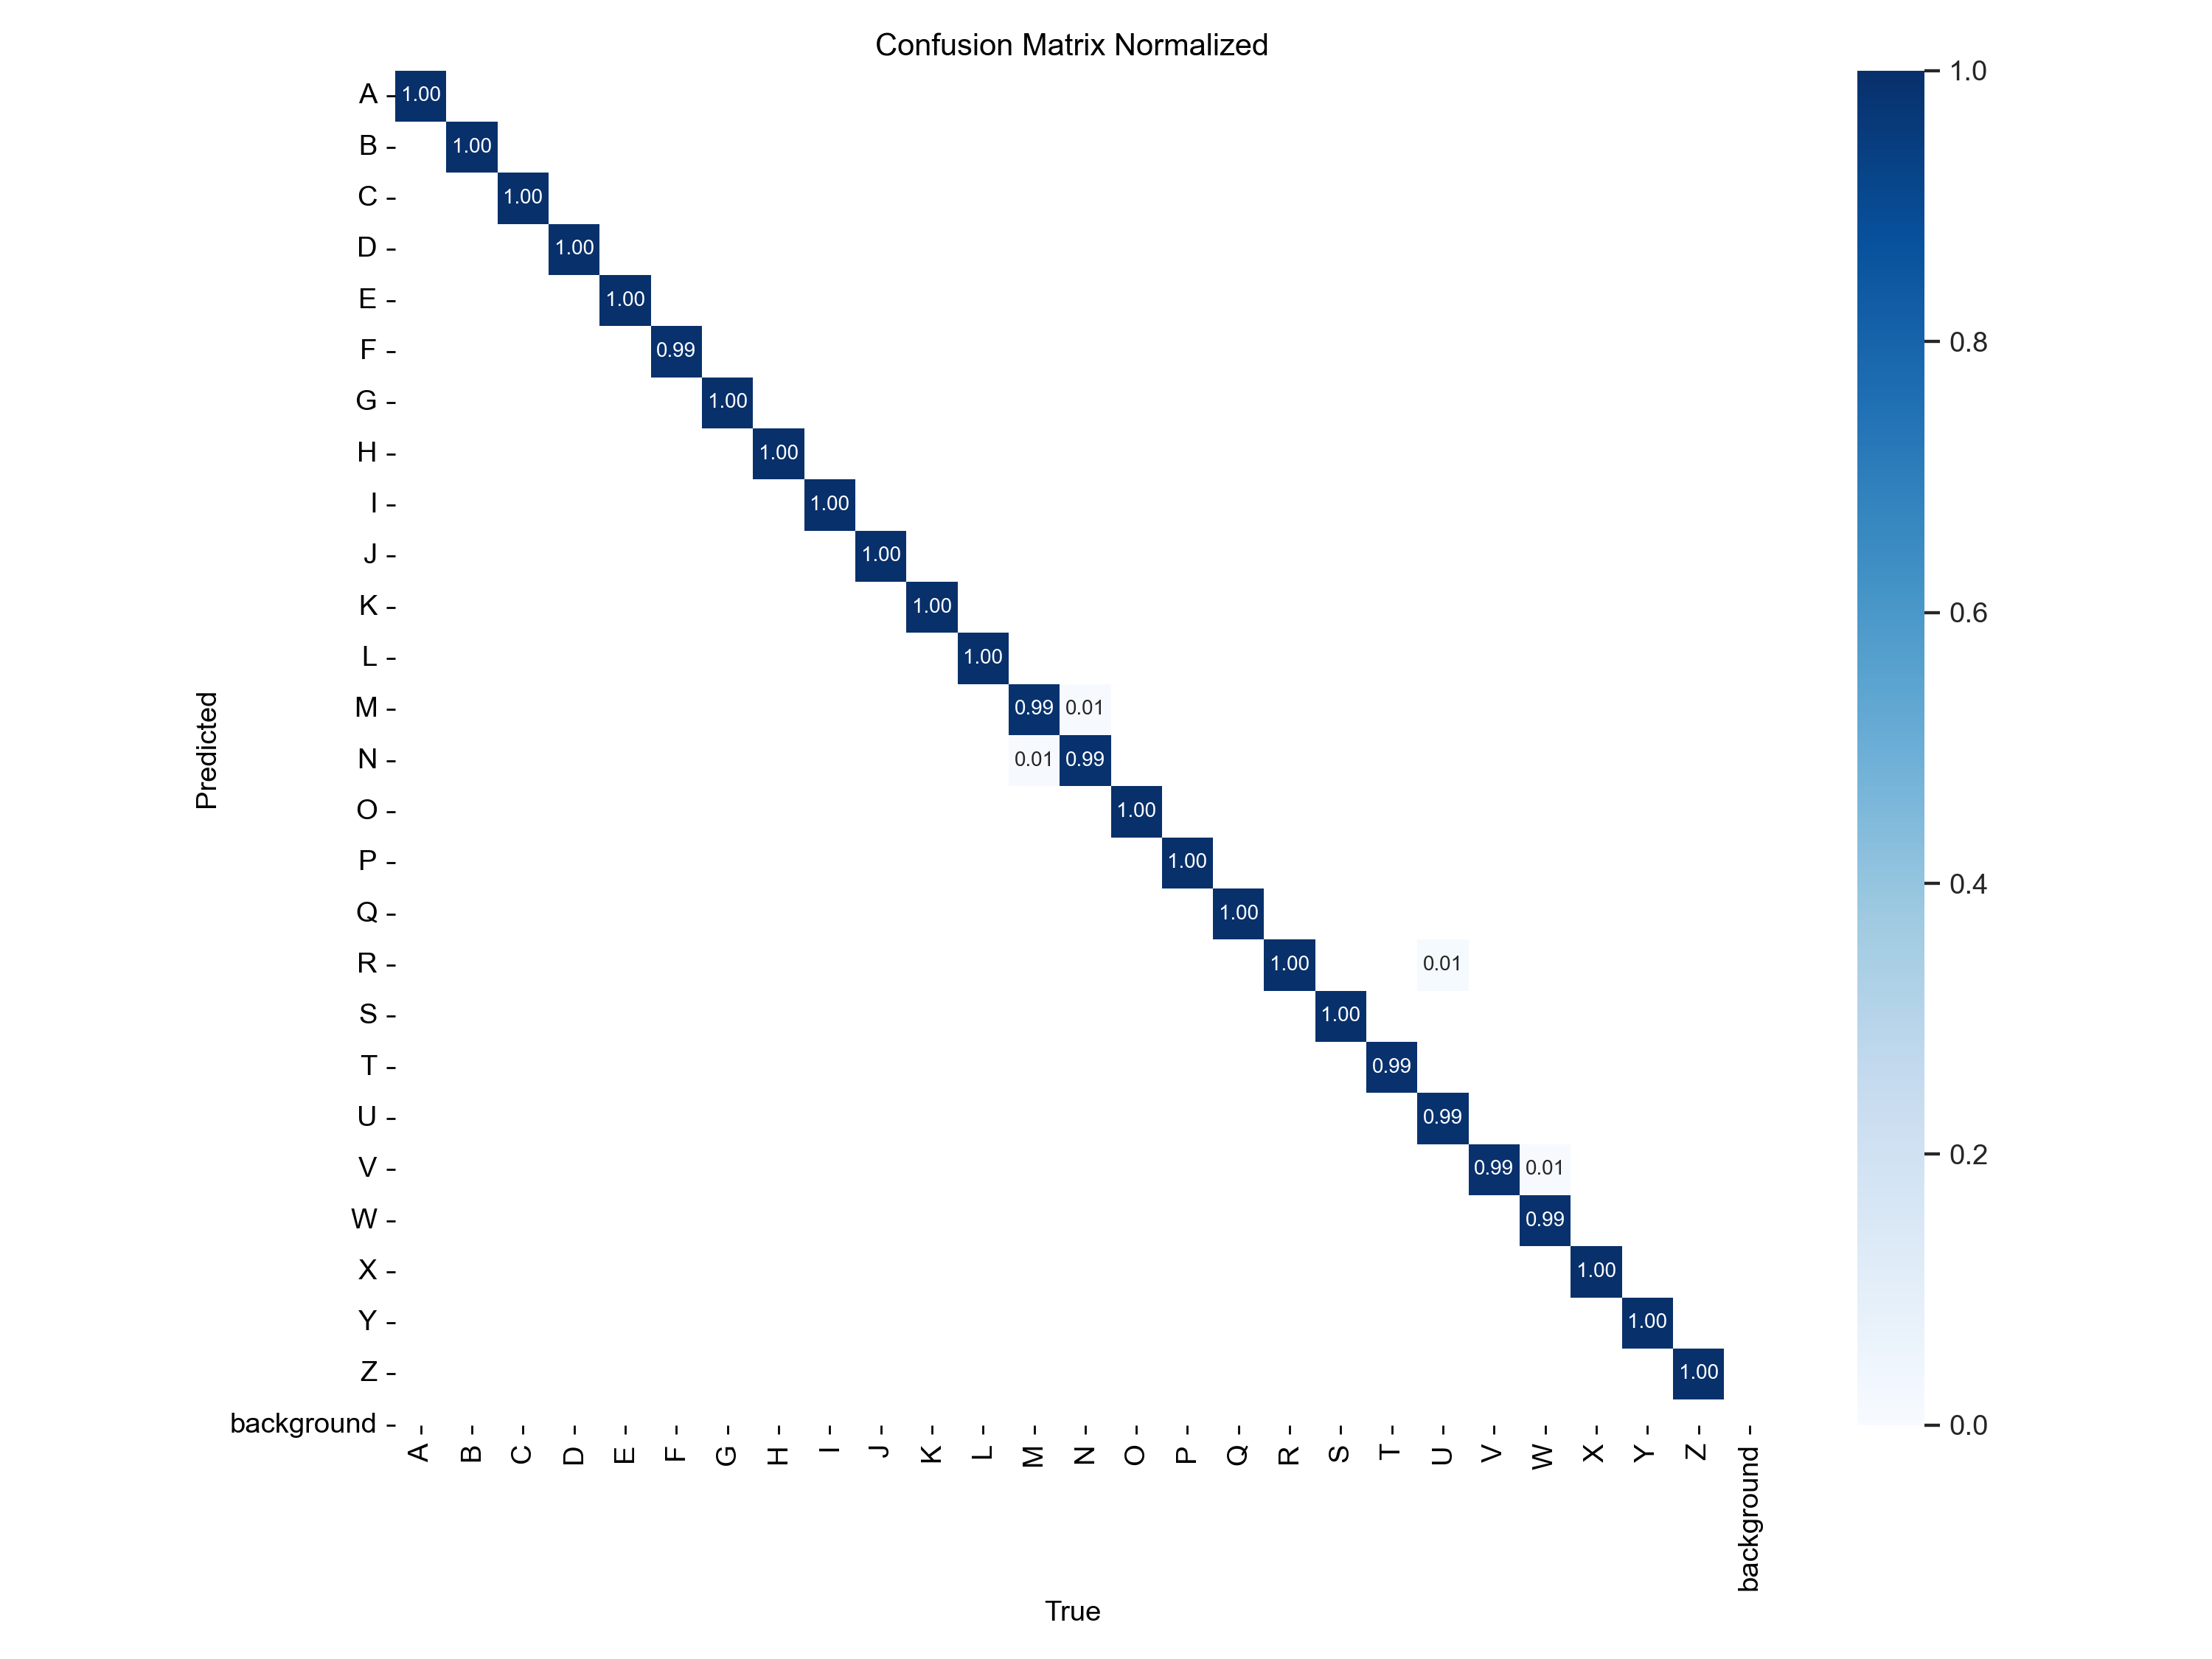 Confusion Matrix Normalized
A 1.00
B 1.00
C 1.00
D 1.00
E 1.00
F 0.99
G 1.00
H 1.00
I 1.00
J 1.00
K 1.00
L 1.00
M 0.99 0.01
N 0.01 0.99
O 1.00
P 1.00
Q 1.00
R 1.00 0.01
S 1.00
T 0.99
U 0.99
V 0.99 0.01
W 0.99
X 1.00
Y 1.00
Z 1.00
background
Predicted
A B C D E F G H I J K L M N O P Q R S T U V W X Y Z background
True
1.0
0.8
0.6
0.4
0.2
0.0